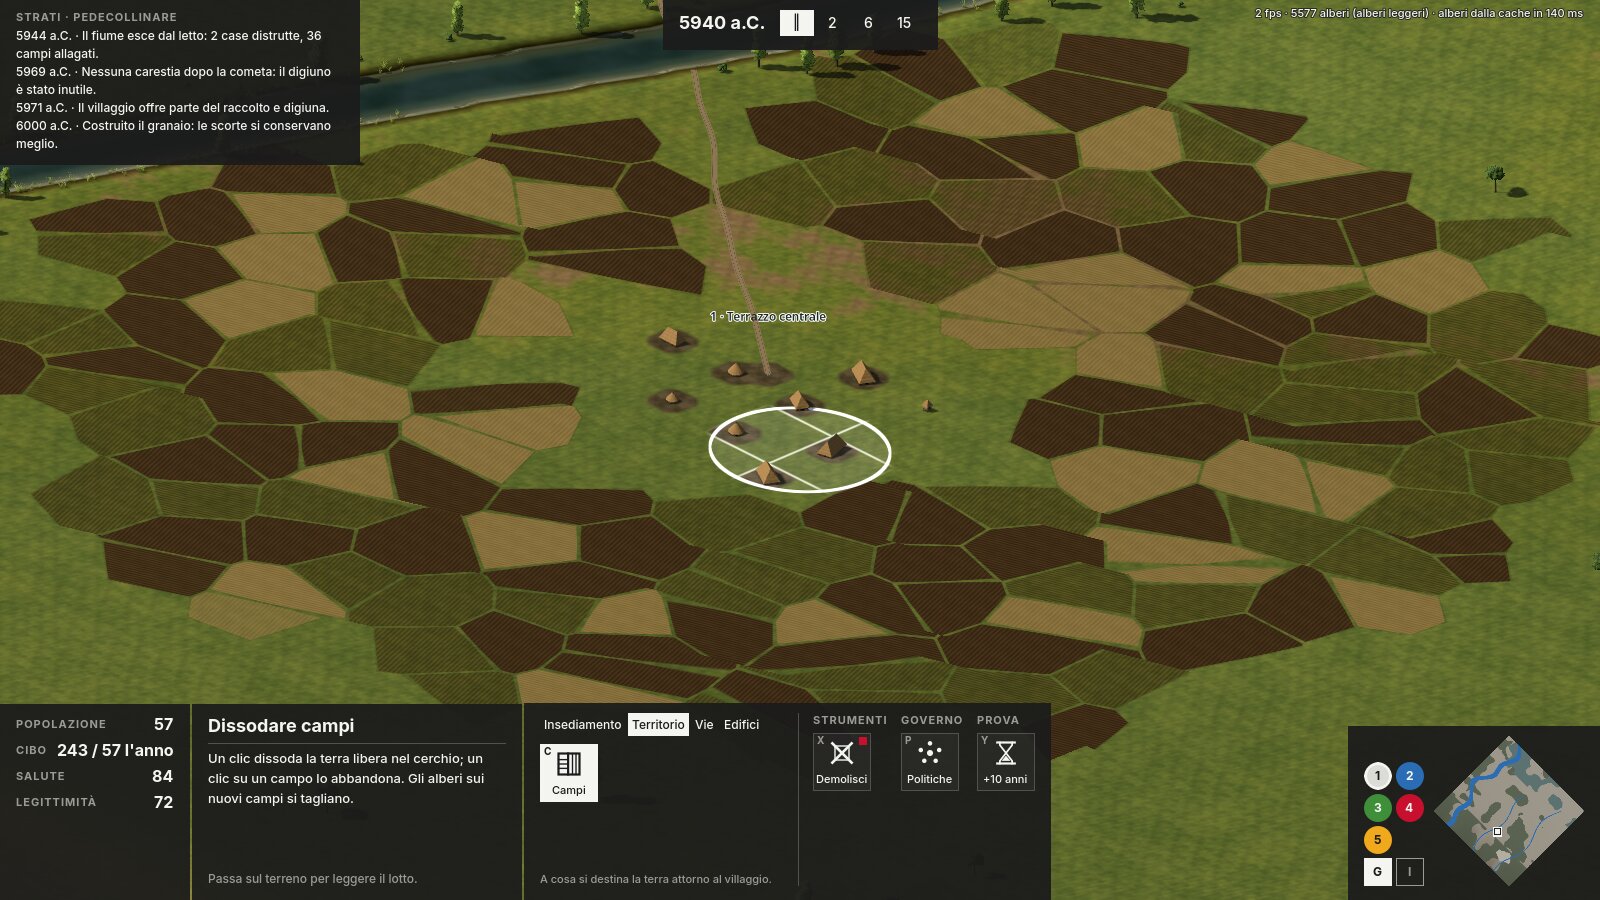 STRATI · PEDECOLLINARE
5944 a.C. · Il fiume esce dal letto: 2 case distrutte, 36
campi allagati.
5969 a.C. · Nessuna carestia dopo la cometa: il digiuno
è stato inutile.
5971 a.C. · Il villaggio offre parte del raccolto e digiuna.
6000 a.C. · Costruito il granaio: le scorte si conservano
meglio.
5940 a.C. 2 6 15
2 fps · 5577 alberi (alberi leggeri) · alberi dalla cache in 140 ms
1 · Terrazzo centrale
POPOLAZIONE 57
CIBO 243 / 57 l'anno
SALUTE 84
LEGITTIMITÀ 72
Dissodare campi
Un clic dissoda la terra libera nel cerchio; un
clic su un campo lo abbandona. Gli alberi sui
nuovi campi si tagliano.
Passa sul terreno per leggere il lotto.
Insediamento Territorio Vie Edifici
C
Campi
A cosa si destina la terra attorno al villaggio.
STRUMENTI GOVERNO PROVA
X P Y
Demolisci Politiche +10 anni
1 2
3 4
5
G I